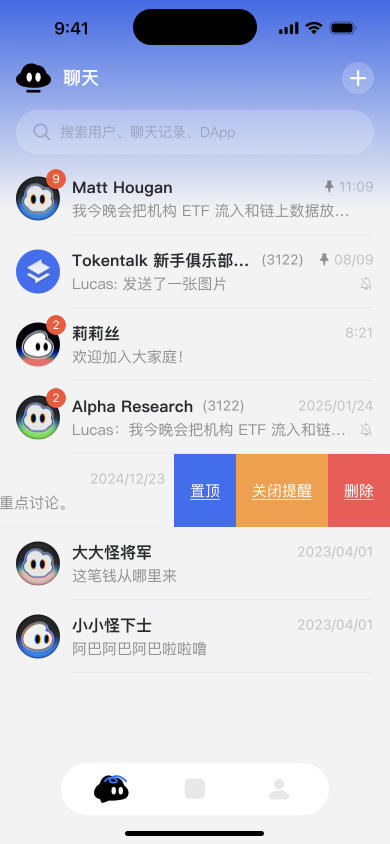 9:41
聊天
搜索用户、聊天记录、DApp
9
Matt Hougan
11:09
我今晚会把机构 ETF 流入和链上数据放...
Tokentalk 新手俱乐部... (3122)
08/09
Lucas: 发送了一张图片
2
莉莉丝
8:21
欢迎加入大家庭！
2
Alpha Research (3122)
2025/01/24
Lucas：我今晚会把机构 ETF 流入和链...
2024/12/23
重点讨论。
置顶
关闭提醒
删除
大大怪将军
2023/04/01
这笔钱从哪里来
小小怪下士
2023/04/01
阿巴阿巴阿巴啦啦噜